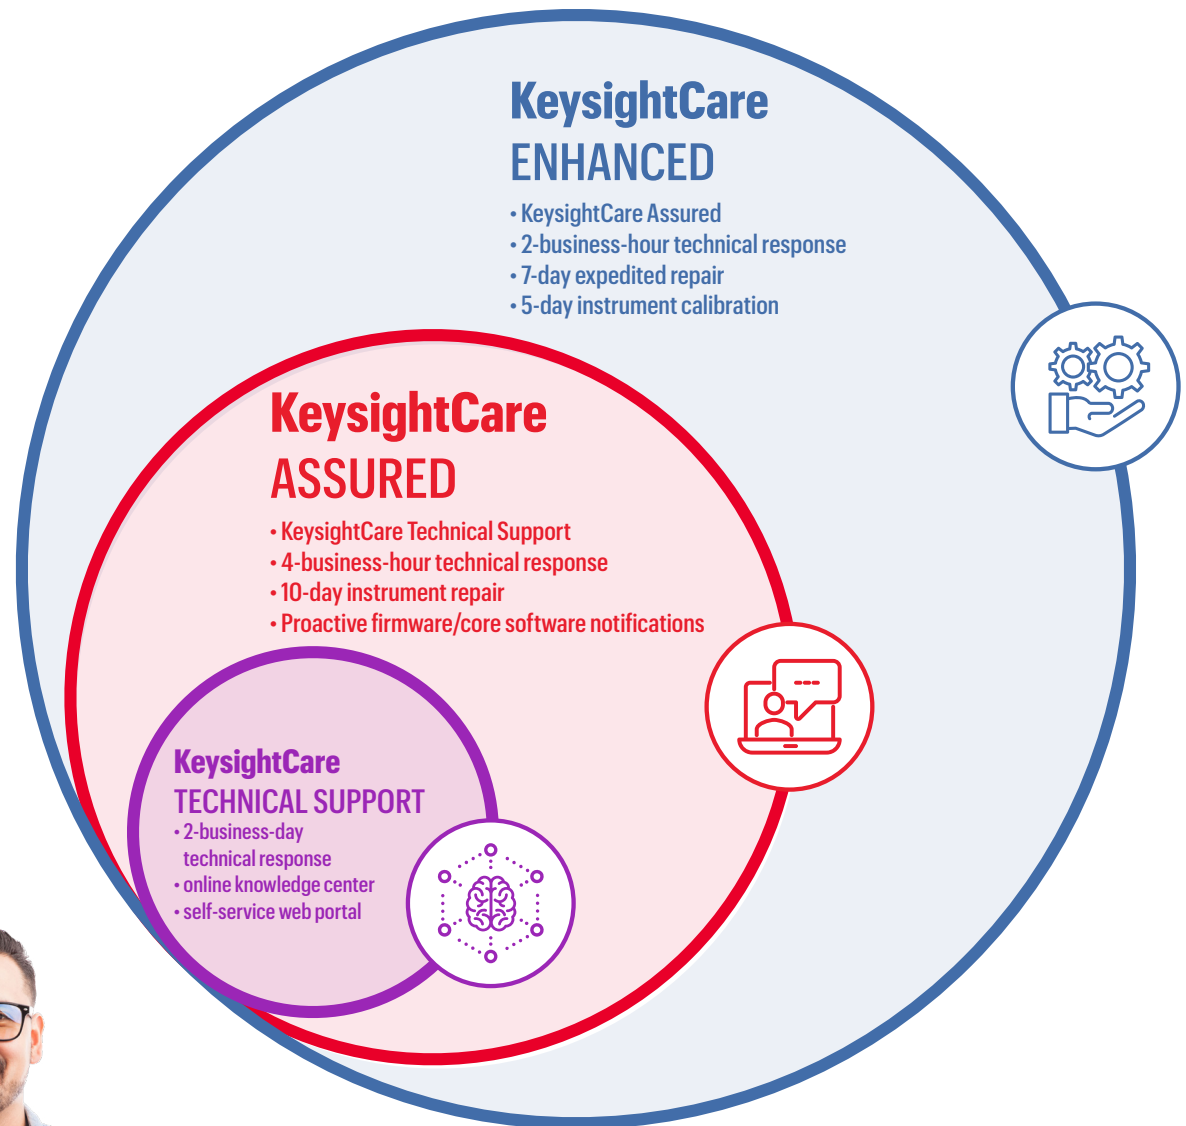 KeysightCare
ENHANCED
• KeysightCare Assured
• 2-business-hour technical response
• 7-day expedited repair
• 5-day instrument calibration
KeysightCare
ASSURED
• KeysightCare Technical Support
• 4-business-hour technical response
• 10-day instrument repair
• Proactive firmware/core software notifications
KeysightCare
TECHNICAL SUPPORT
• 2-business-day
technical response
• online knowledge center
• self-service web portal